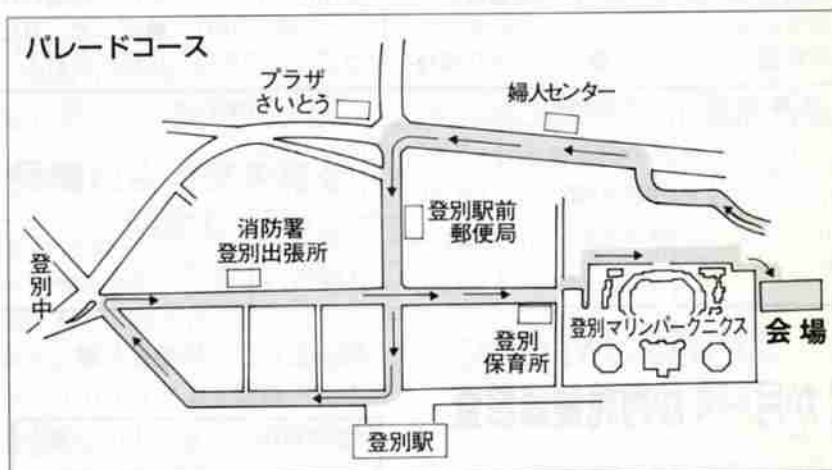 パレードコース
プラザ
さいとう
婦人センター
消防署
登別出張所
登別駅前
郵便局
登別中
登別
保育所
登別マリンパークニクス
会場
登別駅